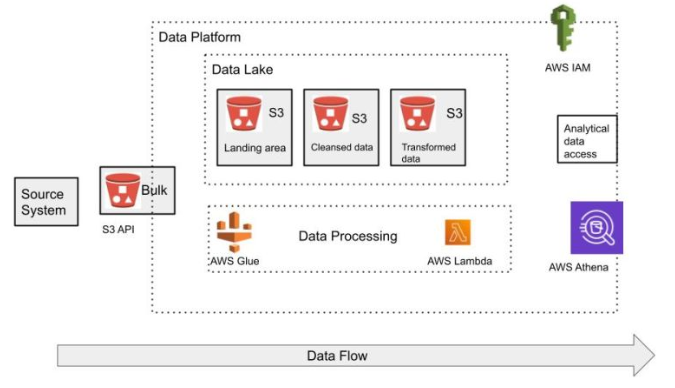 Data Platform
AWS IAM
Data Lake
S3
S3
S3
Landing area
Cleansed data
Transformed
data
Analytical
data
access
Source
System
Bulk
S3 API
Data Processing
AWS Glue
AWS Lambda
AWS Athena
Data Flow